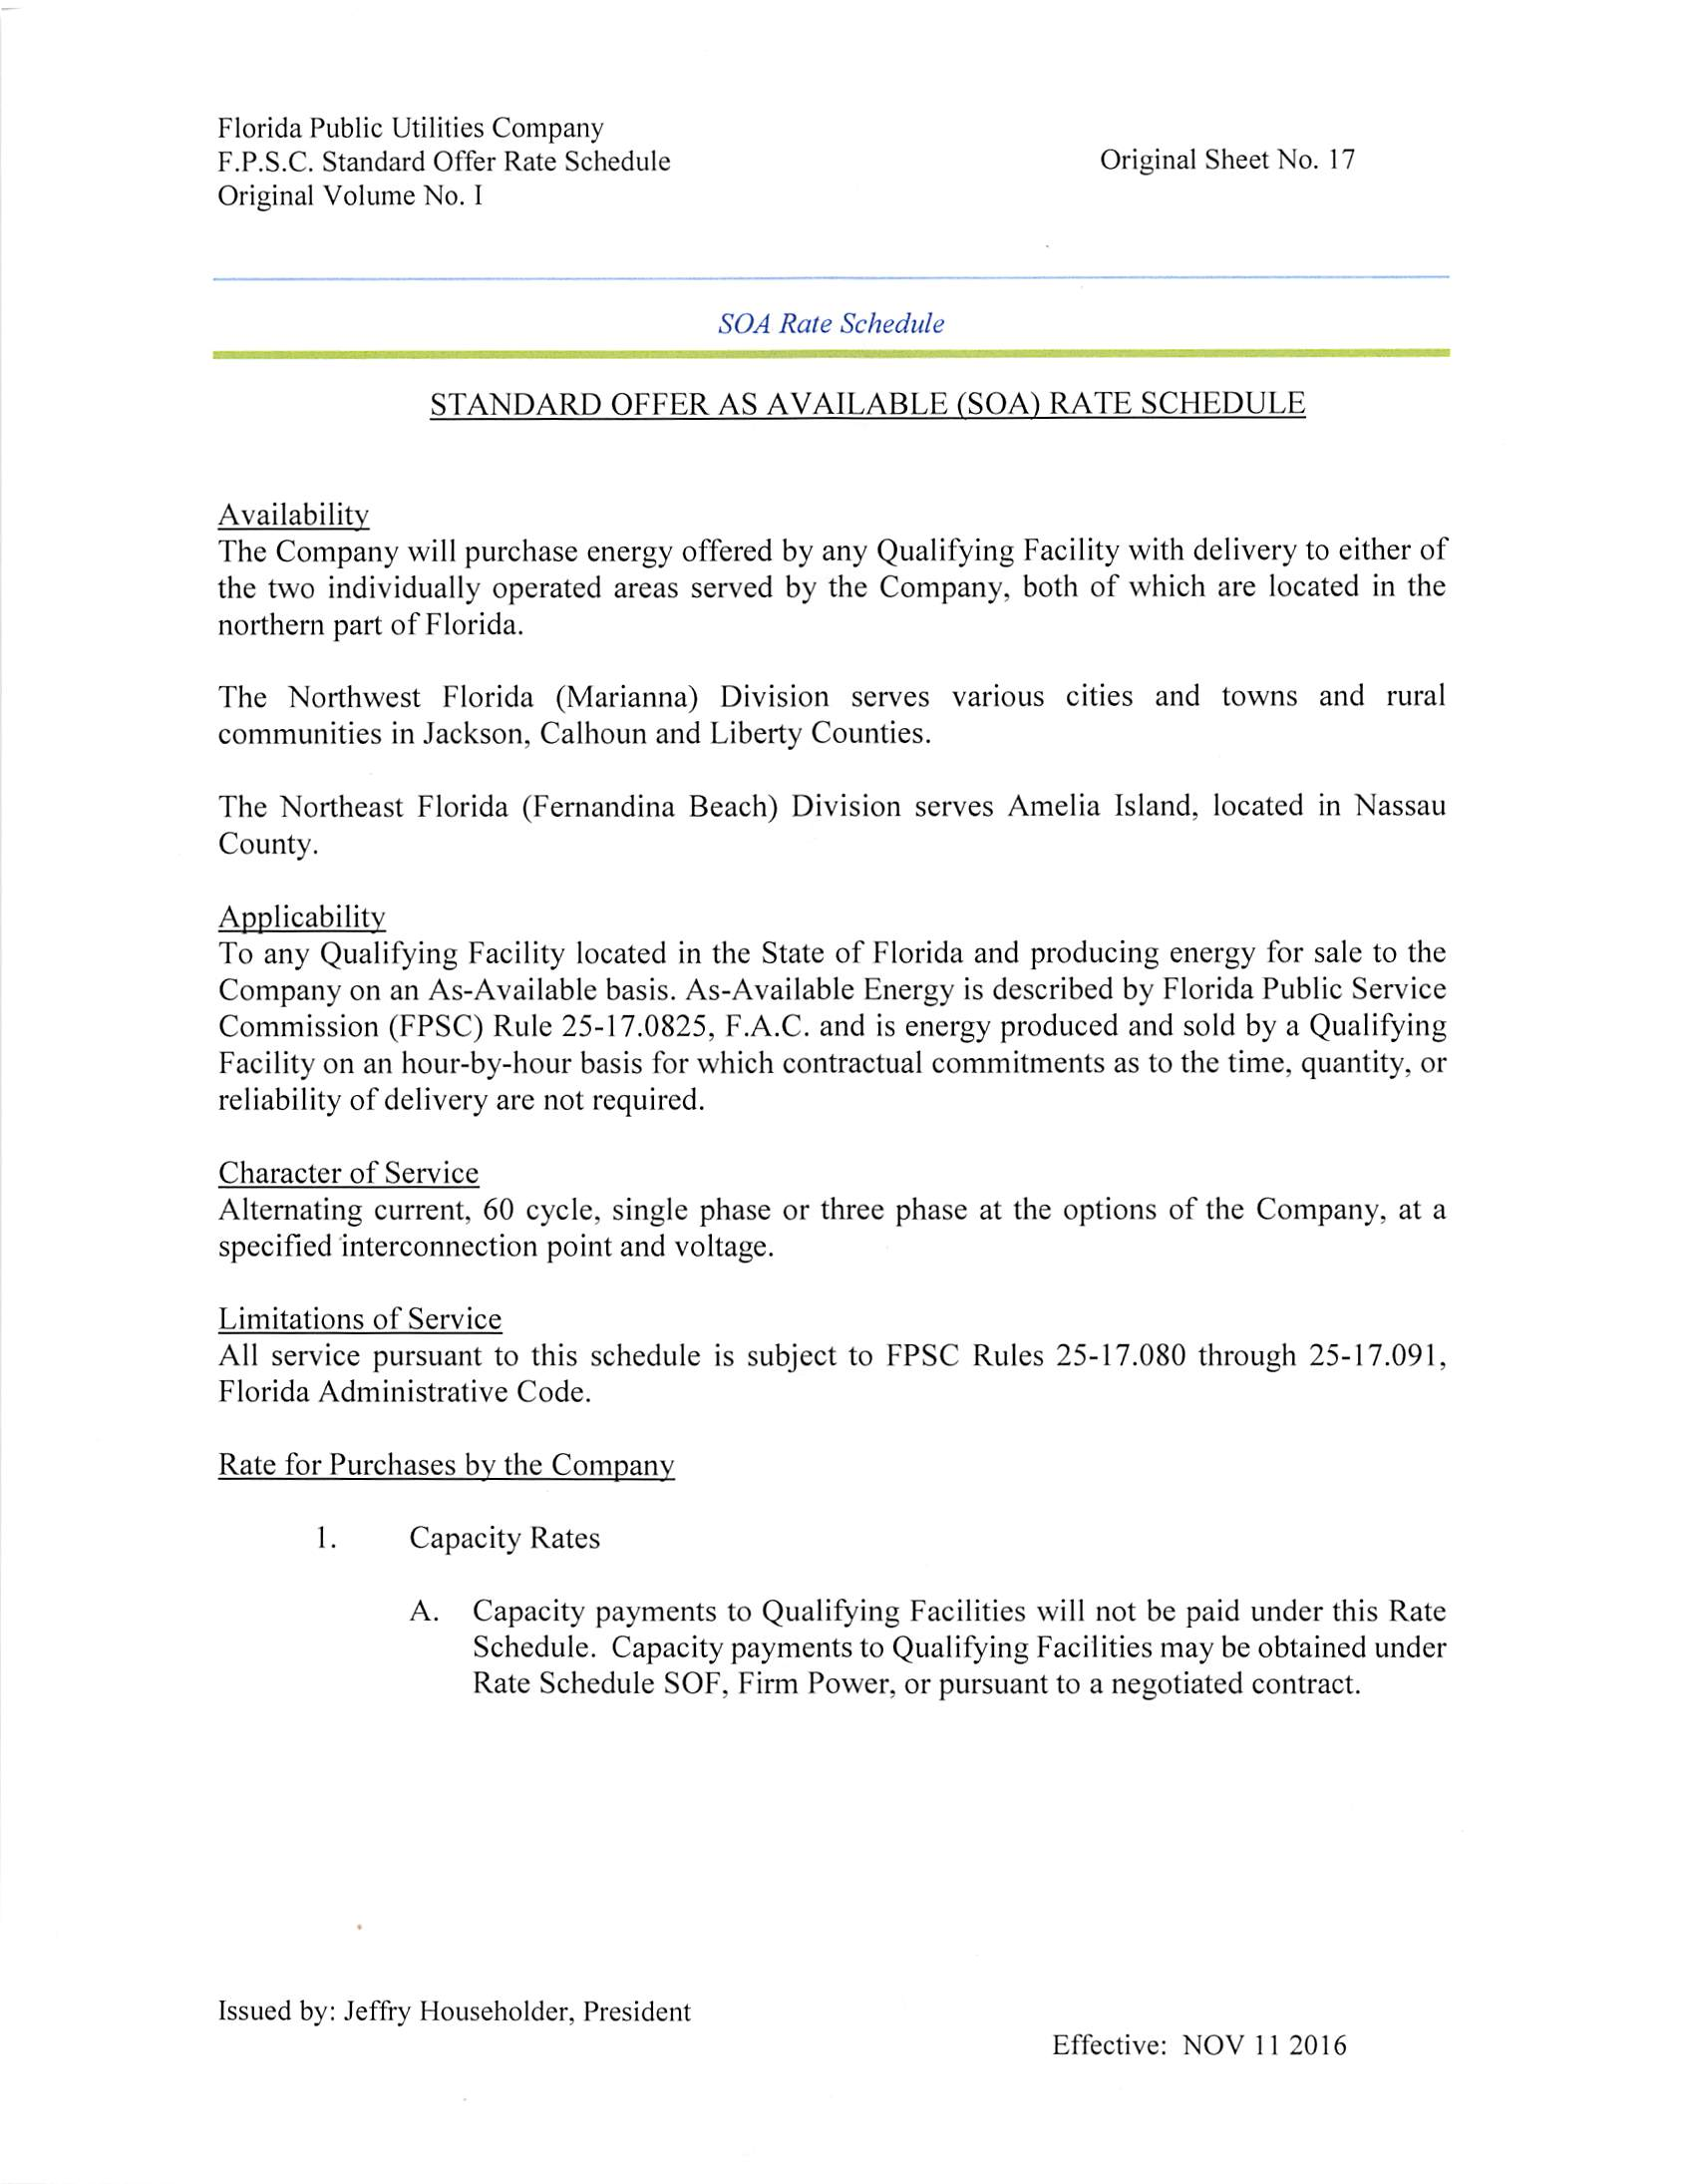 Florida Public Utilities Company
F.P.S.C. Standard Offer Rate Schedule
Original Sheet No. 17
Original Volume No. I
SOA Rate Schedule
STANDARD OFFER AS AVAILABLE (SOA) RATE SCHEDULE
Availability
The Company will purchase energy offered by any Qualifying Facility with delivery to either of
the two individually operated areas served by the Company, both of which are located in the
northern part of Florida.
The Northwest Florida (Marianna) Division serves various cities and towns and rural
communities in Jackson, Calhoun and Liberty Counties.
The Northeast Florida (Fernandina Beach) Division serves Amelia Island, located in Nassau
County.
Applicability
To any Qualifying Facility located in the State of Florida and producing energy for sale to the
Company on an As-Available basis. As-Available Energy is described by Florida Public Service
Commission (FPSC) Rule 25-17.0825, F.A.C. and is energy produced and sold by a Qualifying
Facility on an hour-by-hour basis for which contractual commitments as to the time, quantity, or
reliability of delivery are not required.
Character of Service
Alternating current, 60 cycle, single phase or three phase at the options of the Company, at a
specified interconnection point and voltage.
Limitations of Service
All service pursuant to this schedule is subject to FPSC Rules 25-17.080 through 25-17.091,
Florida Administrative Code.
Rate for Purchases by the Company
1. Capacity Rates
A. Capacity payments to Qualifying Facilities will not be paid under this Rate
Schedule. Capacity payments to Qualifying Facilities may be obtained under
Rate Schedule SOF, Firm Power, or pursuant to a negotiated contract.
Issued by: Jeffry Householder, President
Effective: NOV 11 2016